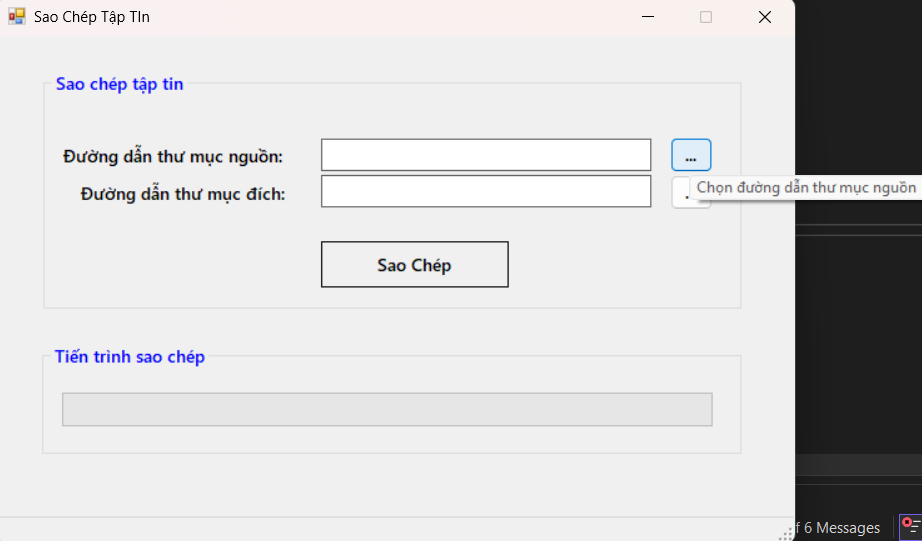 Sao Chép Tập TIn
Sao chép tập tin
Đường dẫn thư mục nguồn:
...
Chọn đường dẫn thư mục nguồn
Đường dẫn thư mục đích:
Sao Chép
Tiến trình sao chép
6 Messages